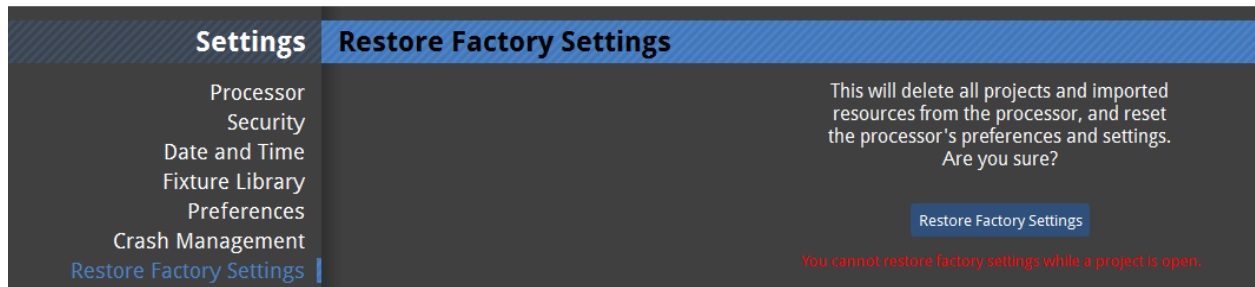 Settings
Restore Factory Settings
Processor
Security
Date and Time
Fixture Library
Preferences
Crash Management
Restore Factory Settings
This will delete all projects and imported
resources from the processor, and reset
the processor's preferences and settings.
Are you sure?
Restore Factory Settings
You cannot restore factory settings while a project is open.